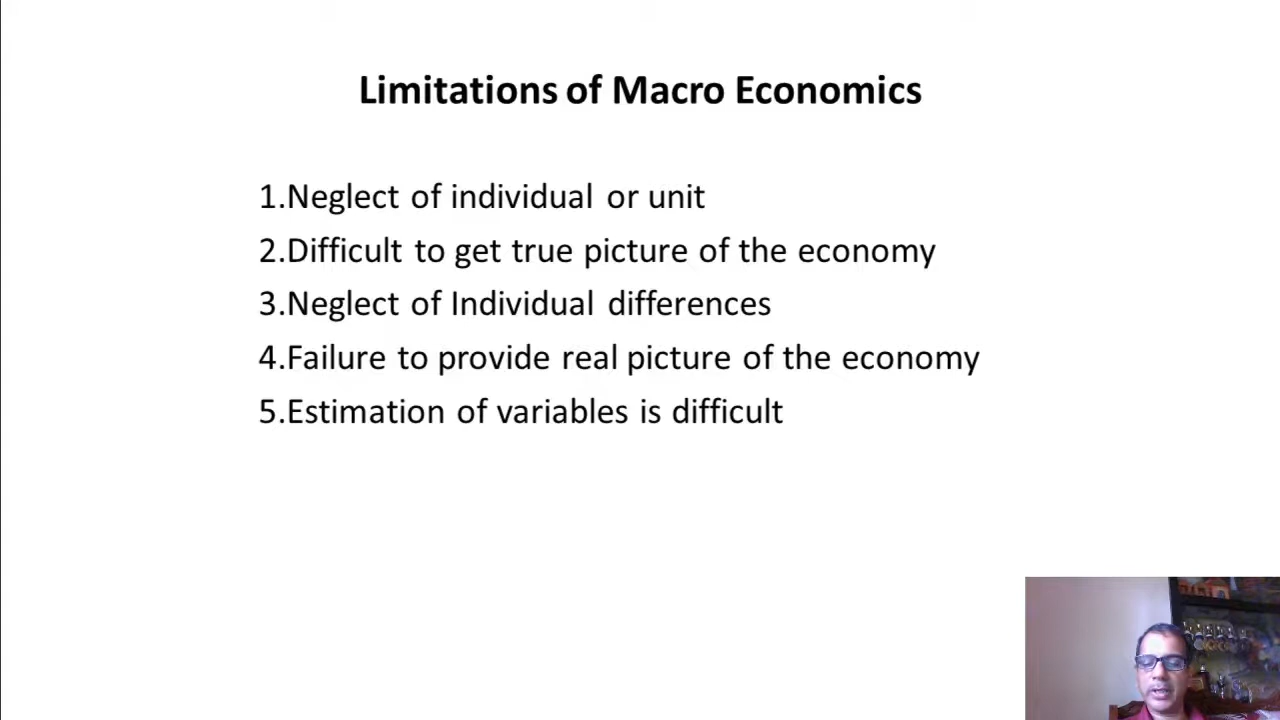 Limitations of Macro Economics
1.Neglect of individual or unit
2.Difficult to get true picture of the economy
3.Neglect of Individual differences
4.Failure to provide real picture of the economy
5.Estimation of variables is difficult